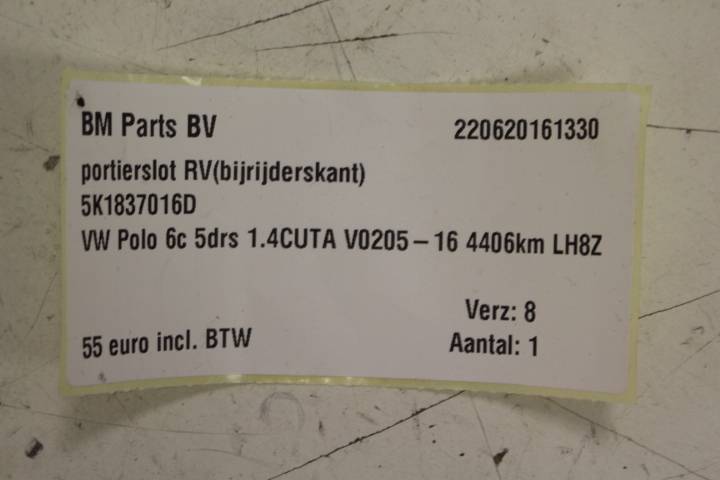 BM Parts BV 220620161330
portierslot RV(bijrijderskant)
5K1837016D
VW Polo 6c 5drs 1.4CUTA V0205-16 4406km LH8Z
Verz: 8
55 euro incl. BTW Aantal: 1